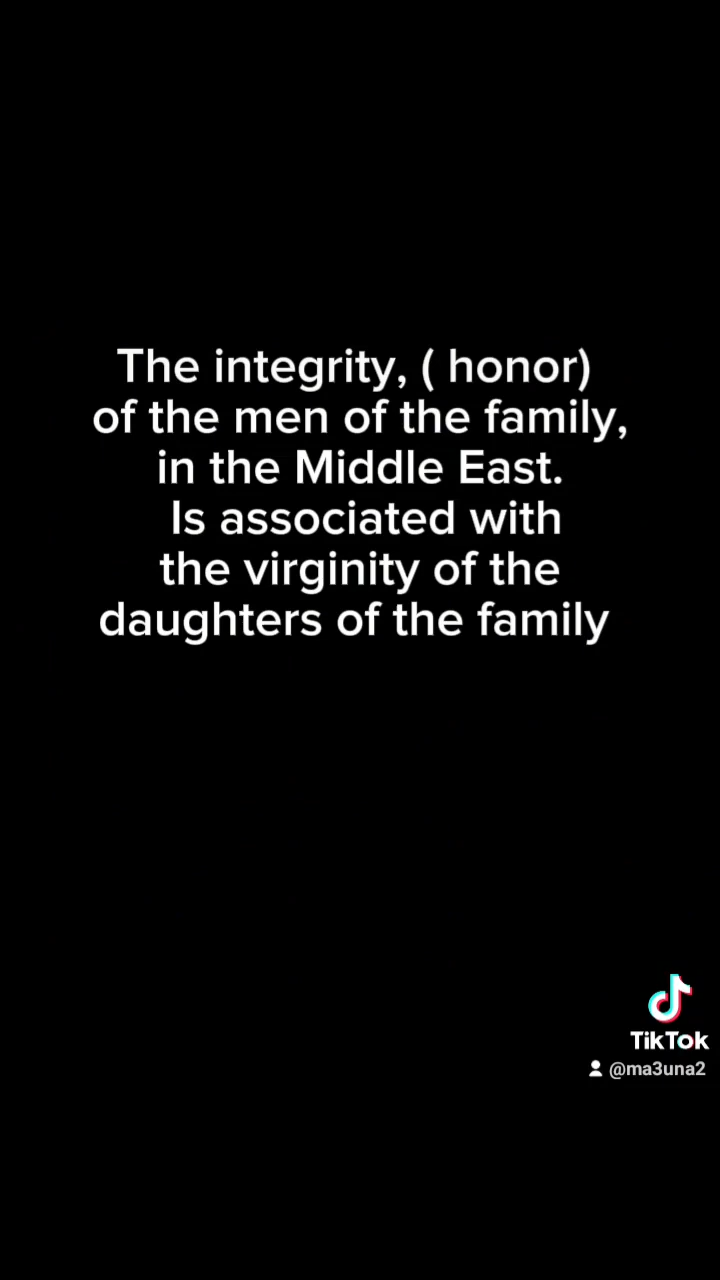 The integrity, ( honor)
of the men of the family,
in the Middle East.
Is associated with
the virginity of the
daughters of the family
TikTok
@ma3una2